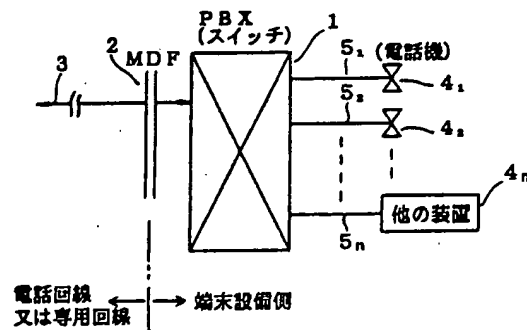 PBX
(スイッチ)
1
2
MDF
3
5₁
(電話機)
4₁
5₂
4₂
4n
他の装置
5n
電話回線
又は専用回線
端末設備側